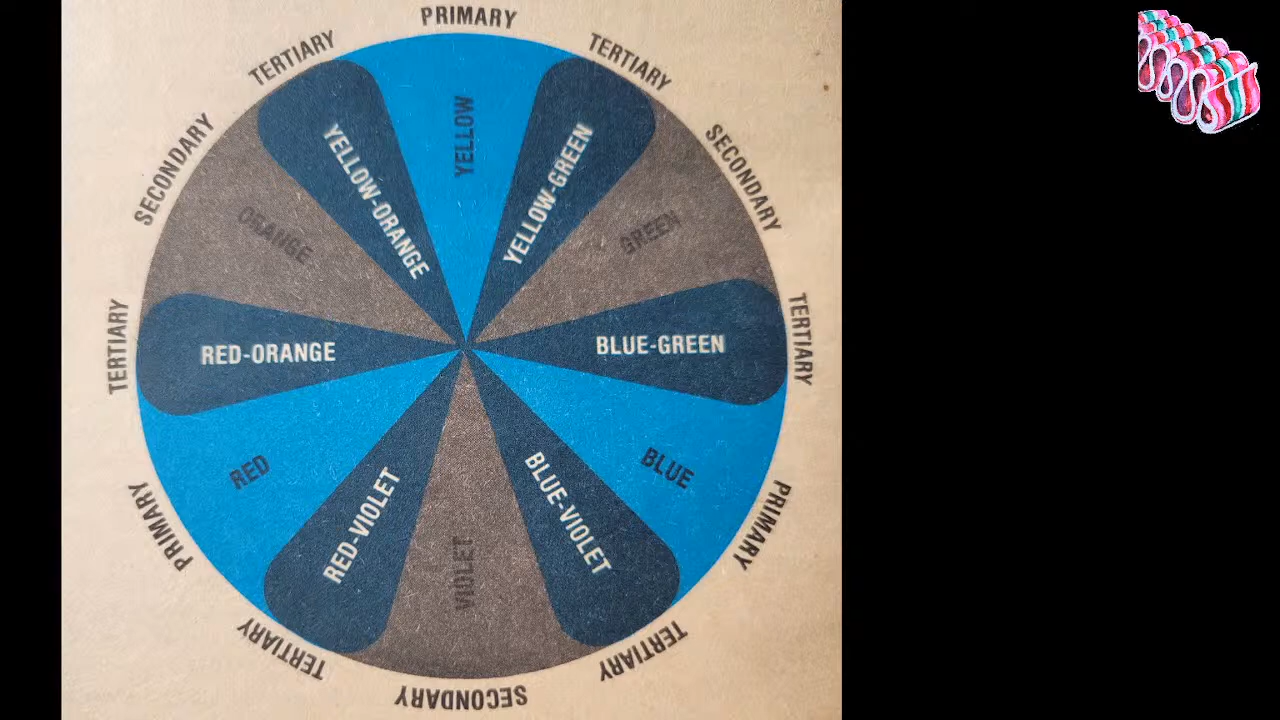 PRIMARY
TERTIARY
SECONDARY
TERTIARY
PRIMARY
TERTIARY
SECONDARY
TERTIARY
PRIMARY
TERTIARY
SECONDARY
TERTIARY
YELLOW
YELLOW-GREEN
GREEN
BLUE-GREEN
BLUE
BLUE-VIOLET
VIOLET
RED-VIOLET
RED
RED-ORANGE
ORANGE
YELLOW-ORANGE